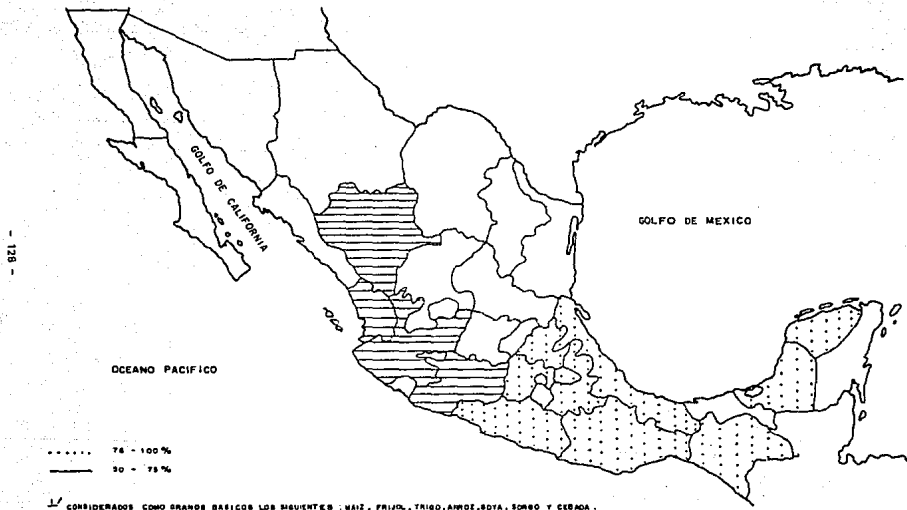 GOLFO DE CALIFORNIA
GOLFO DE MEXICO
- 128 -
OCEANO PACIFICO
76 - 100 %
50 - 75 %
1/ CONSIDERADOS COMO GRANOS BASICOS LOS SIGUIENTES : MAIZ, FRIJOL, TRIGO, ARROZ, SOYA, SORGO Y CEBADA.